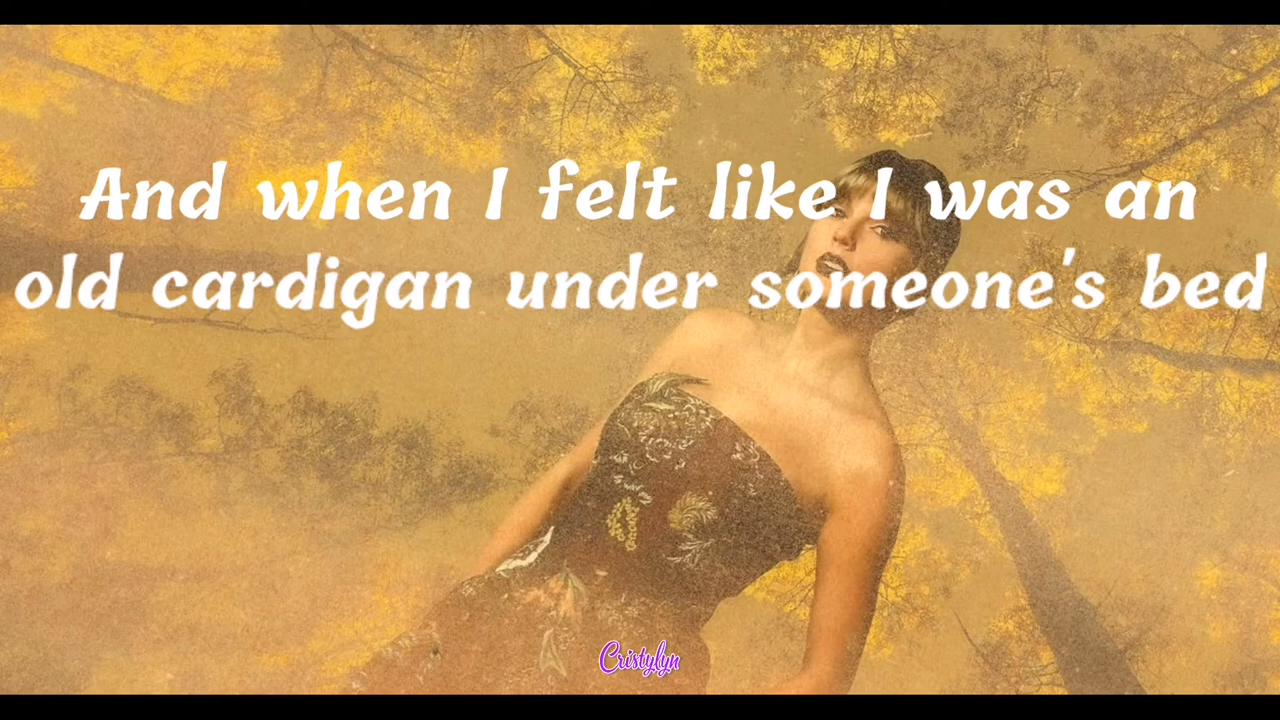 And when I felt like I was an
old cardigan under someone's bed
Cristylyn